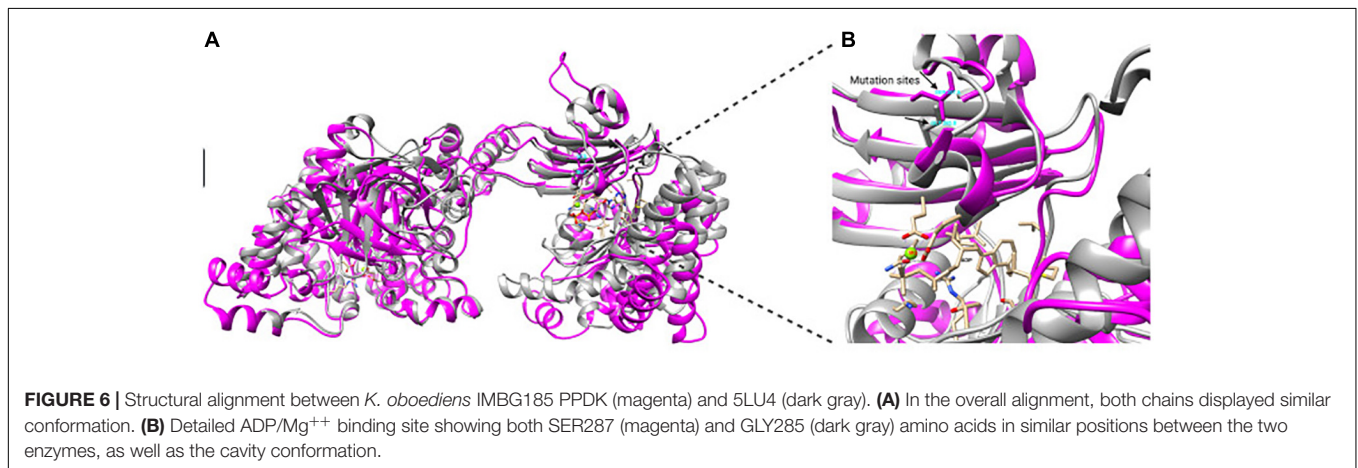 A
B
Mutation sites
FIGURE 6 | Structural alignment between K. oboediens IMBG185 PPDK (magenta) and 5LU4 (dark gray). (A) In the overall alignment, both chains displayed similar
conformation. (B) Detailed ADP/Mg++ binding site showing both SER287 (magenta) and GLY285 (dark gray) amino acids in similar positions between the two
enzymes, as well as the cavity conformation.